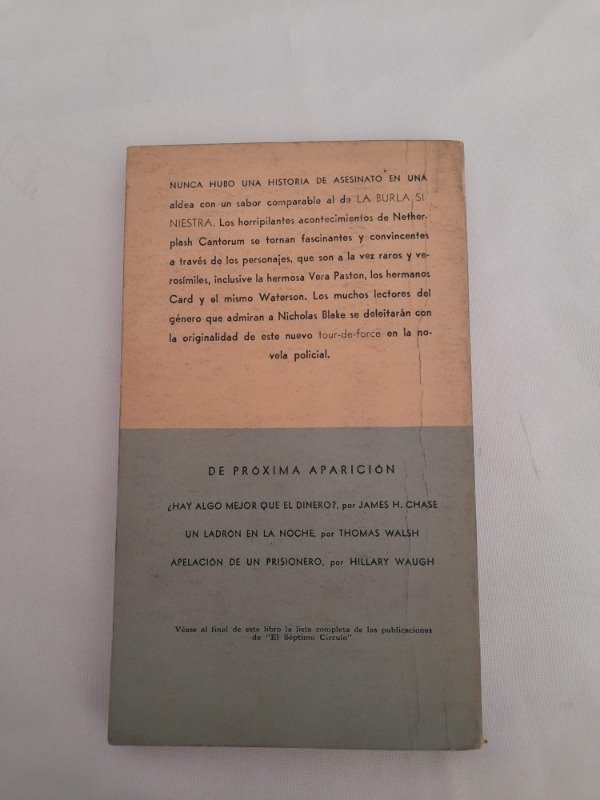 NUNCA HUBO UNA HISTORIA DE ASESINATO EN UNA
aldea con un sabor comparable al de LA BURLA SI
NIESTRA. Los horripilantes acontecimientos de Nether-
plash Cantorum se tornan fascinantes y convincentes
a través de los personajes, que son a la vez raros y ve-
rosímiles, inclusive la hermosa Vera Paston, los hermanos
Card y el mismo Waterson. Los muchos lectores del
género que admiran a Nicholas Blake se deleitarán con
la originalidad de este nuevo tour-de-force en la no-
vela policial.
DE PRÓXIMA APARICIÓN
¿HAY ALGO MEJOR QUE EL DINERO?, por JAMES H. CHASE
UN LADRÓN EN LA NOCHE, por THOMAS WALSH
APELACIÓN DE UN PRISIONERO, por HILLARY WAUGH
Véase al final de este libro la lista completa de las publicaciones
de "El Séptimo Círculo"